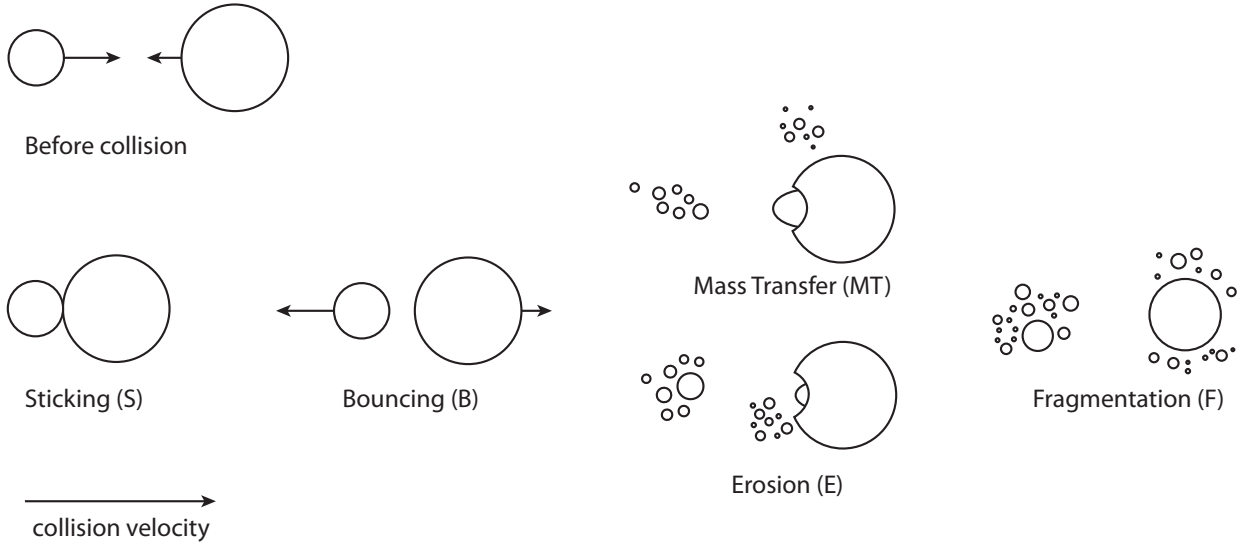 Before collision
Mass Transfer (MT)
Sticking (S)
Bouncing (B)
Fragmentation (F)
Erosion (E)
collision velocity